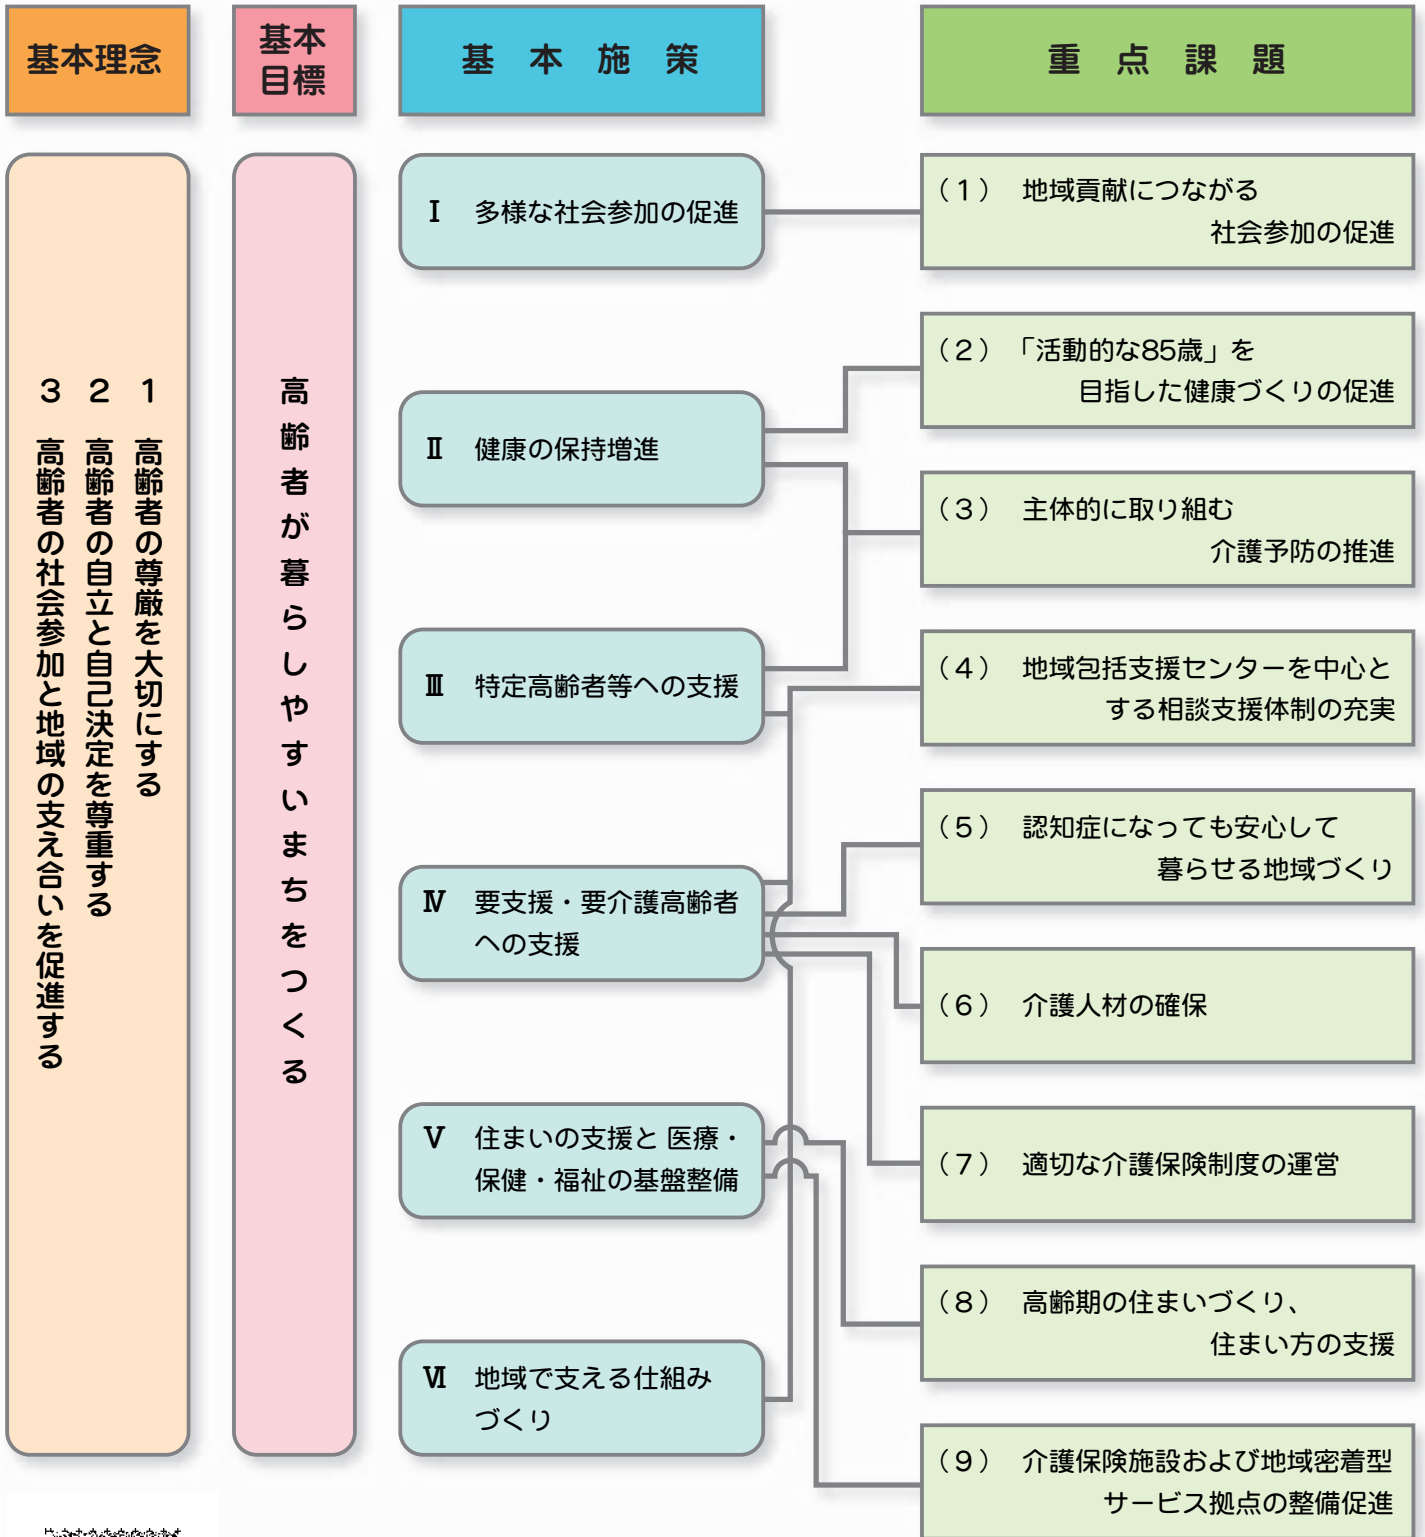 基本理念
基本
目標
基本施策
重点課題
1 高齢者の尊厳を大切にする
2 高齢者の自立と自己決定を尊重する
3 高齢者の社会参加と地域の支え合いを促進する
高齢者が暮らしやすいまちをつくる
Ⅰ 多様な社会参加の促進
Ⅱ 健康の保持増進
Ⅲ 特定高齢者等への支援
Ⅳ 要支援・要介護高齢者
への支援
Ⅴ 住まいの支援と 医療・
保健・福祉の基盤整備
Ⅵ 地域で支える仕組み
づくり
（1） 地域貢献につながる
社会参加の促進
（2） 「活動的な85歳」を
目指した健康づくりの促進
（3） 主体的に取り組む
介護予防の推進
（4） 地域包括支援センターを中心と
する相談支援体制の充実
（5） 認知症になっても安心して
暮らせる地域づくり
（6） 介護人材の確保
（7） 適切な介護保険制度の運営
（8） 高齢期の住まいづくり、
住まい方の支援
（9） 介護保険施設および地域密着型
サービス拠点の整備促進